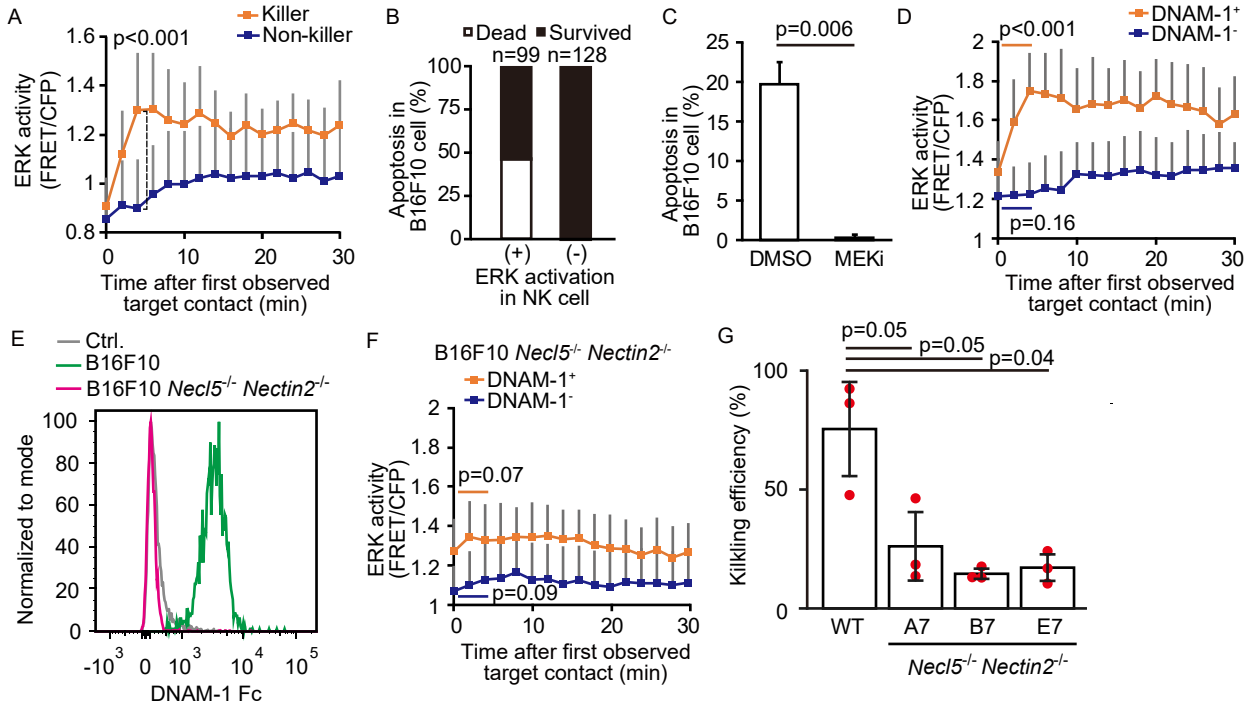 A
Killer
Non-killer
p<0.001
1.6
1.4
1.2
1
0.8
ERK activity
(FRET/CFP)
0
10
20
30
Time after first observed
target contact (min)
B
Dead
Survived
n=99
n=128
100
75
50
25
0
Apoptosis in
B16F10 cell (%)
(+)
(-)
ERK activation
in NK cell
C
p=0.006
25
20
15
10
5
0
Apoptosis in
B16F10 cell (%)
DMSO
MEKi
D
DNAM-1+
DNAM-1-
p<0.001
2
1.8
1.6
1.4
1.2
1
ERK activity
(FRET/CFP)
p=0.16
0
10
20
30
Time after first observed
target contact (min)
E
Ctrl.
B16F10
B16F10 Necl5-/- Nectin2-/-
100
80
60
40
20
0
Normalized to mode
-10³
0
10³
10⁴
10⁵
DNAM-1 Fc
F
B16F10 Necl5-/- Nectin2-/-
DNAM-1+
DNAM-1-
2
1.8
1.6
1.4
1.2
1
ERK activity
(FRET/CFP)
p=0.07
p=0.09
0
10
20
30
Time after first observed
target contact (min)
G
p=0.05
p=0.05
p=0.04
100
50
0
Kilkling efficiency (%)
WT
A7
B7
E7
Necl5-/- Nectin2-/-